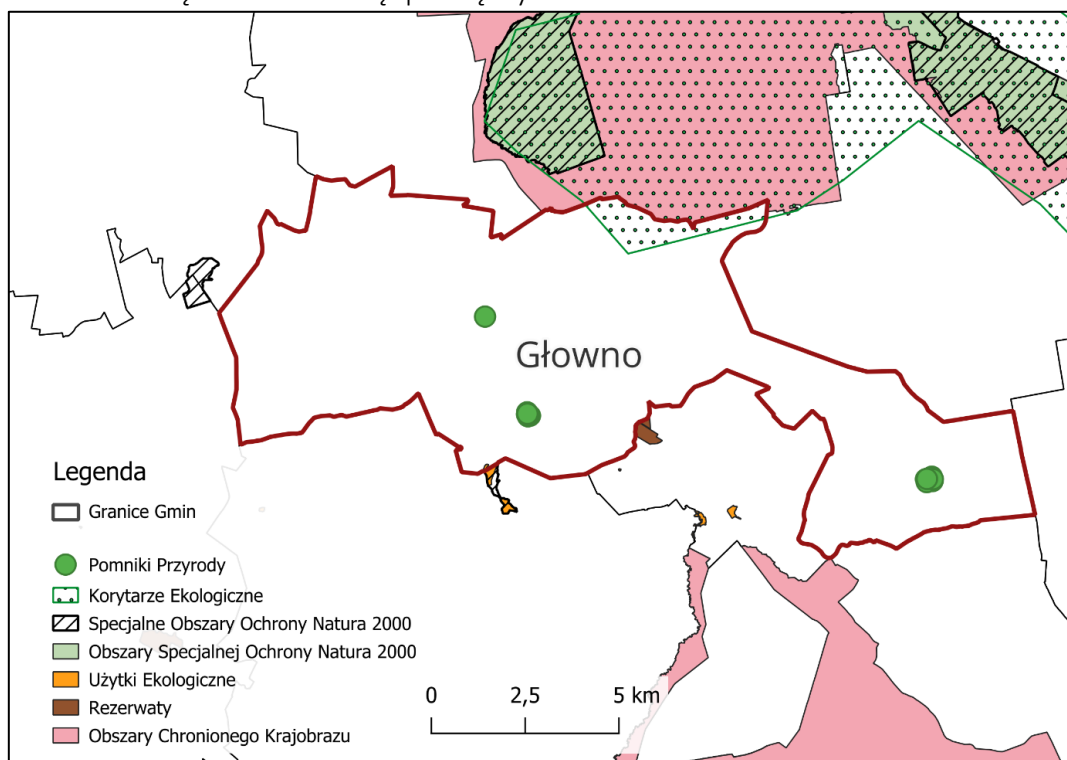 Głowno
Legenda
Granice Gmin
Pomniki Przyrody
Korytarze Ekologiczne
Specjalne Obszary Ochrony Natura 2000
Obszary Specjalnej Ochrony Natura 2000
Użytki Ekologiczne
Rezerwaty
Obszary Chronionego Krajobrazu
0 2,5 5 km